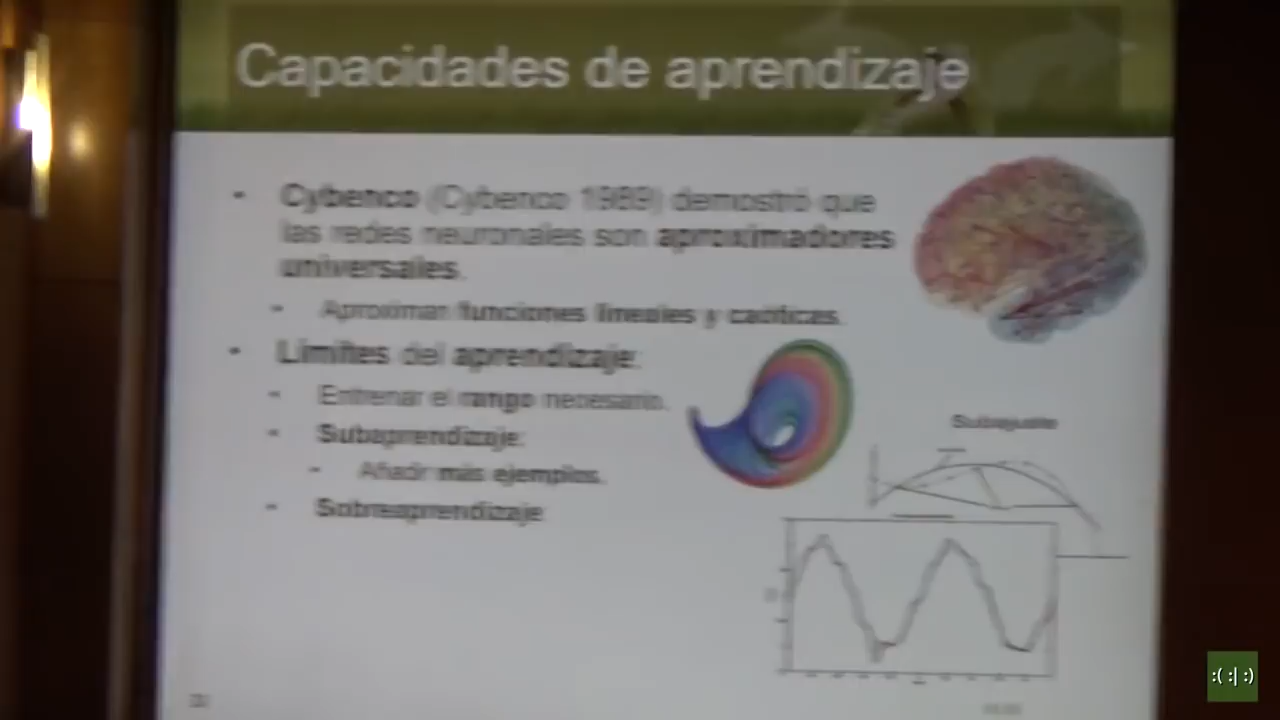 Capacidades de aprendizaje
• Cybenco (Cybenco 1989) demostró que
las redes neuronales son aproximadores
universales.
• Aproximan funciones lineales y caóticas.
• Límites del aprendizaje:
• Entrenar el rango necesario.
• Subaprendizaje:
• Añadir más ejemplos.
• Sobreaprendizaje
Subajuste
:( :| :)